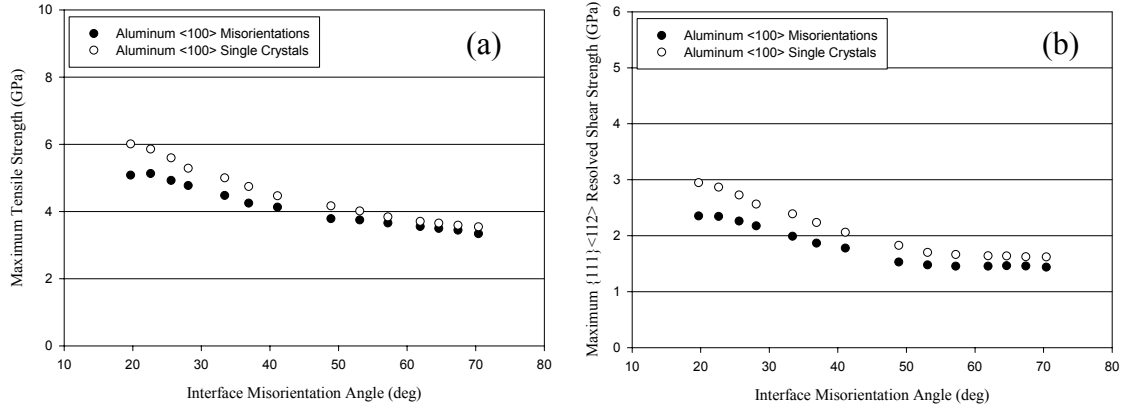 Maximum Tensile Strength (GPa)
10
8
6
4
2
0
Aluminum <100> Misorientations
Aluminum <100> Single Crystals
(a)
10 20 30 40 50 60 70 80
Interface Misorientation Angle (deg)
Maximum {111}<112> Resolved Shear Strength (GPa)
6
5
4
3
2
1
0
Aluminum <100> Misorientations
Aluminum <100> Single Crystals
(b)
10 20 30 40 50 60 70 80
Interface Misorientation Angle (deg)